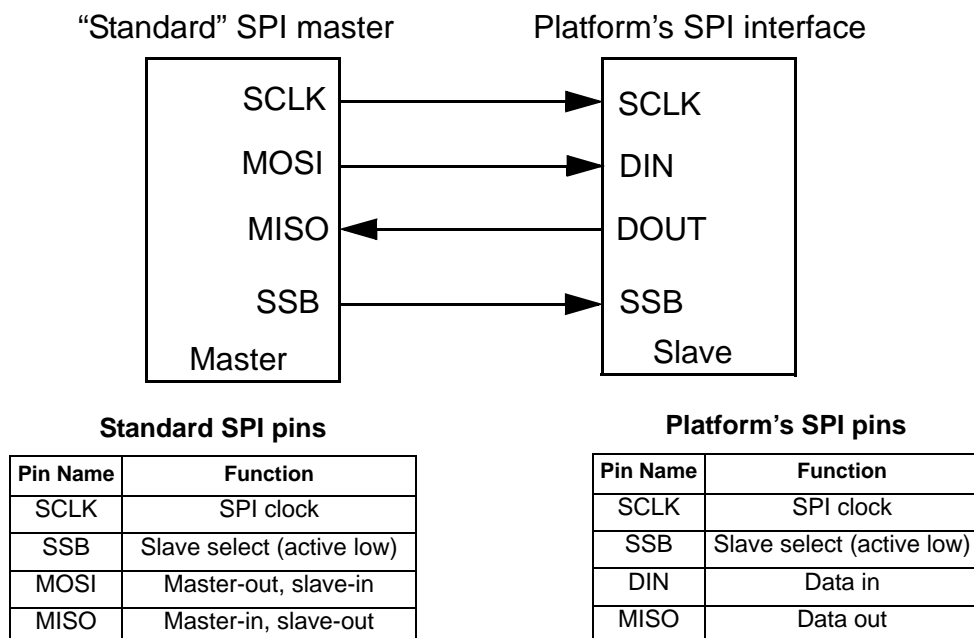 “Standard” SPI master
Platform’s SPI interface
SCLK
SCLK
MOSI
DIN
MISO
DOUT
SSB
SSB
Master
Slave
Standard SPI pins
Pin Name Function
SCLK SPI clock
SSB Slave select (active low)
MOSI Master-out, slave-in
MISO Master-in, slave-out
Platform’s SPI pins
Pin Name Function
SCLK SPI clock
SSB Slave select (active low)
DIN Data in
MISO Data out